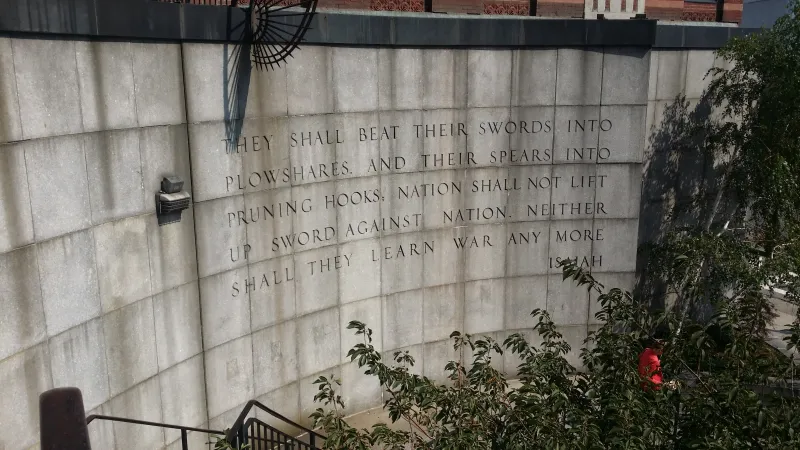 THEY SHALL BEAT THEIR SWORDS INTO
PLOWSHARES. AND THEIR SPEARS INTO
PRUNING HOOKS; NATION SHALL NOT LIFT
UP SWORD AGAINST NATION. NEITHER
SHALL THEY LEARN WAR ANY MORE
ISAIAH